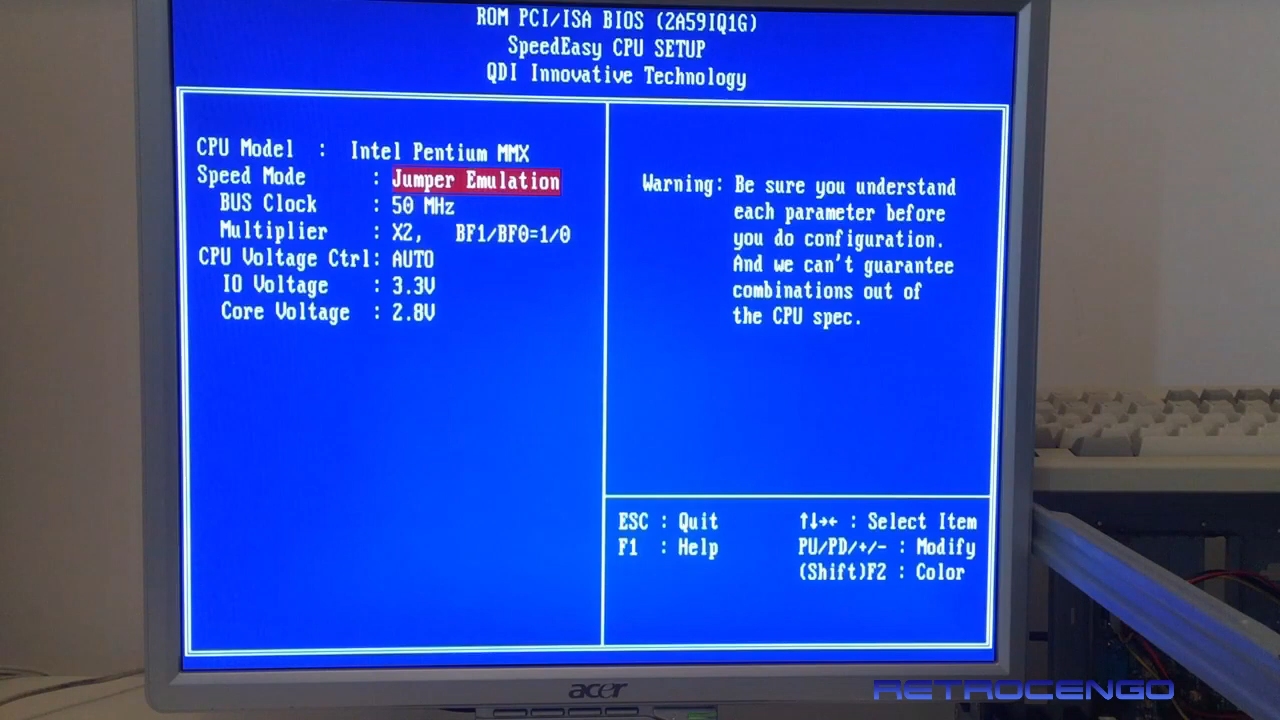 ROM PCI/ISA BIOS (2A59IQ1G)
SpeedEasy CPU SETUP
QDI Innovative Technology
CPU Model : Intel Pentium MMX
Speed Mode : Jumper Emulation
BUS Clock : 50 MHz
Multiplier : X2, BF1/BF0=1/0
CPU Voltage Ctrl: AUTO
IO Voltage : 3.3V
Core Voltage : 2.8V
Warning: Be sure you understand
each parameter before
you do configuration.
And we can't guarantee
combinations out of
the CPU spec.
ESC : Quit ↑↓→← : Select Item
F1 : Help PU/PD/+/- : Modify
(Shift)F2 : Color
acer
RETROCENGO